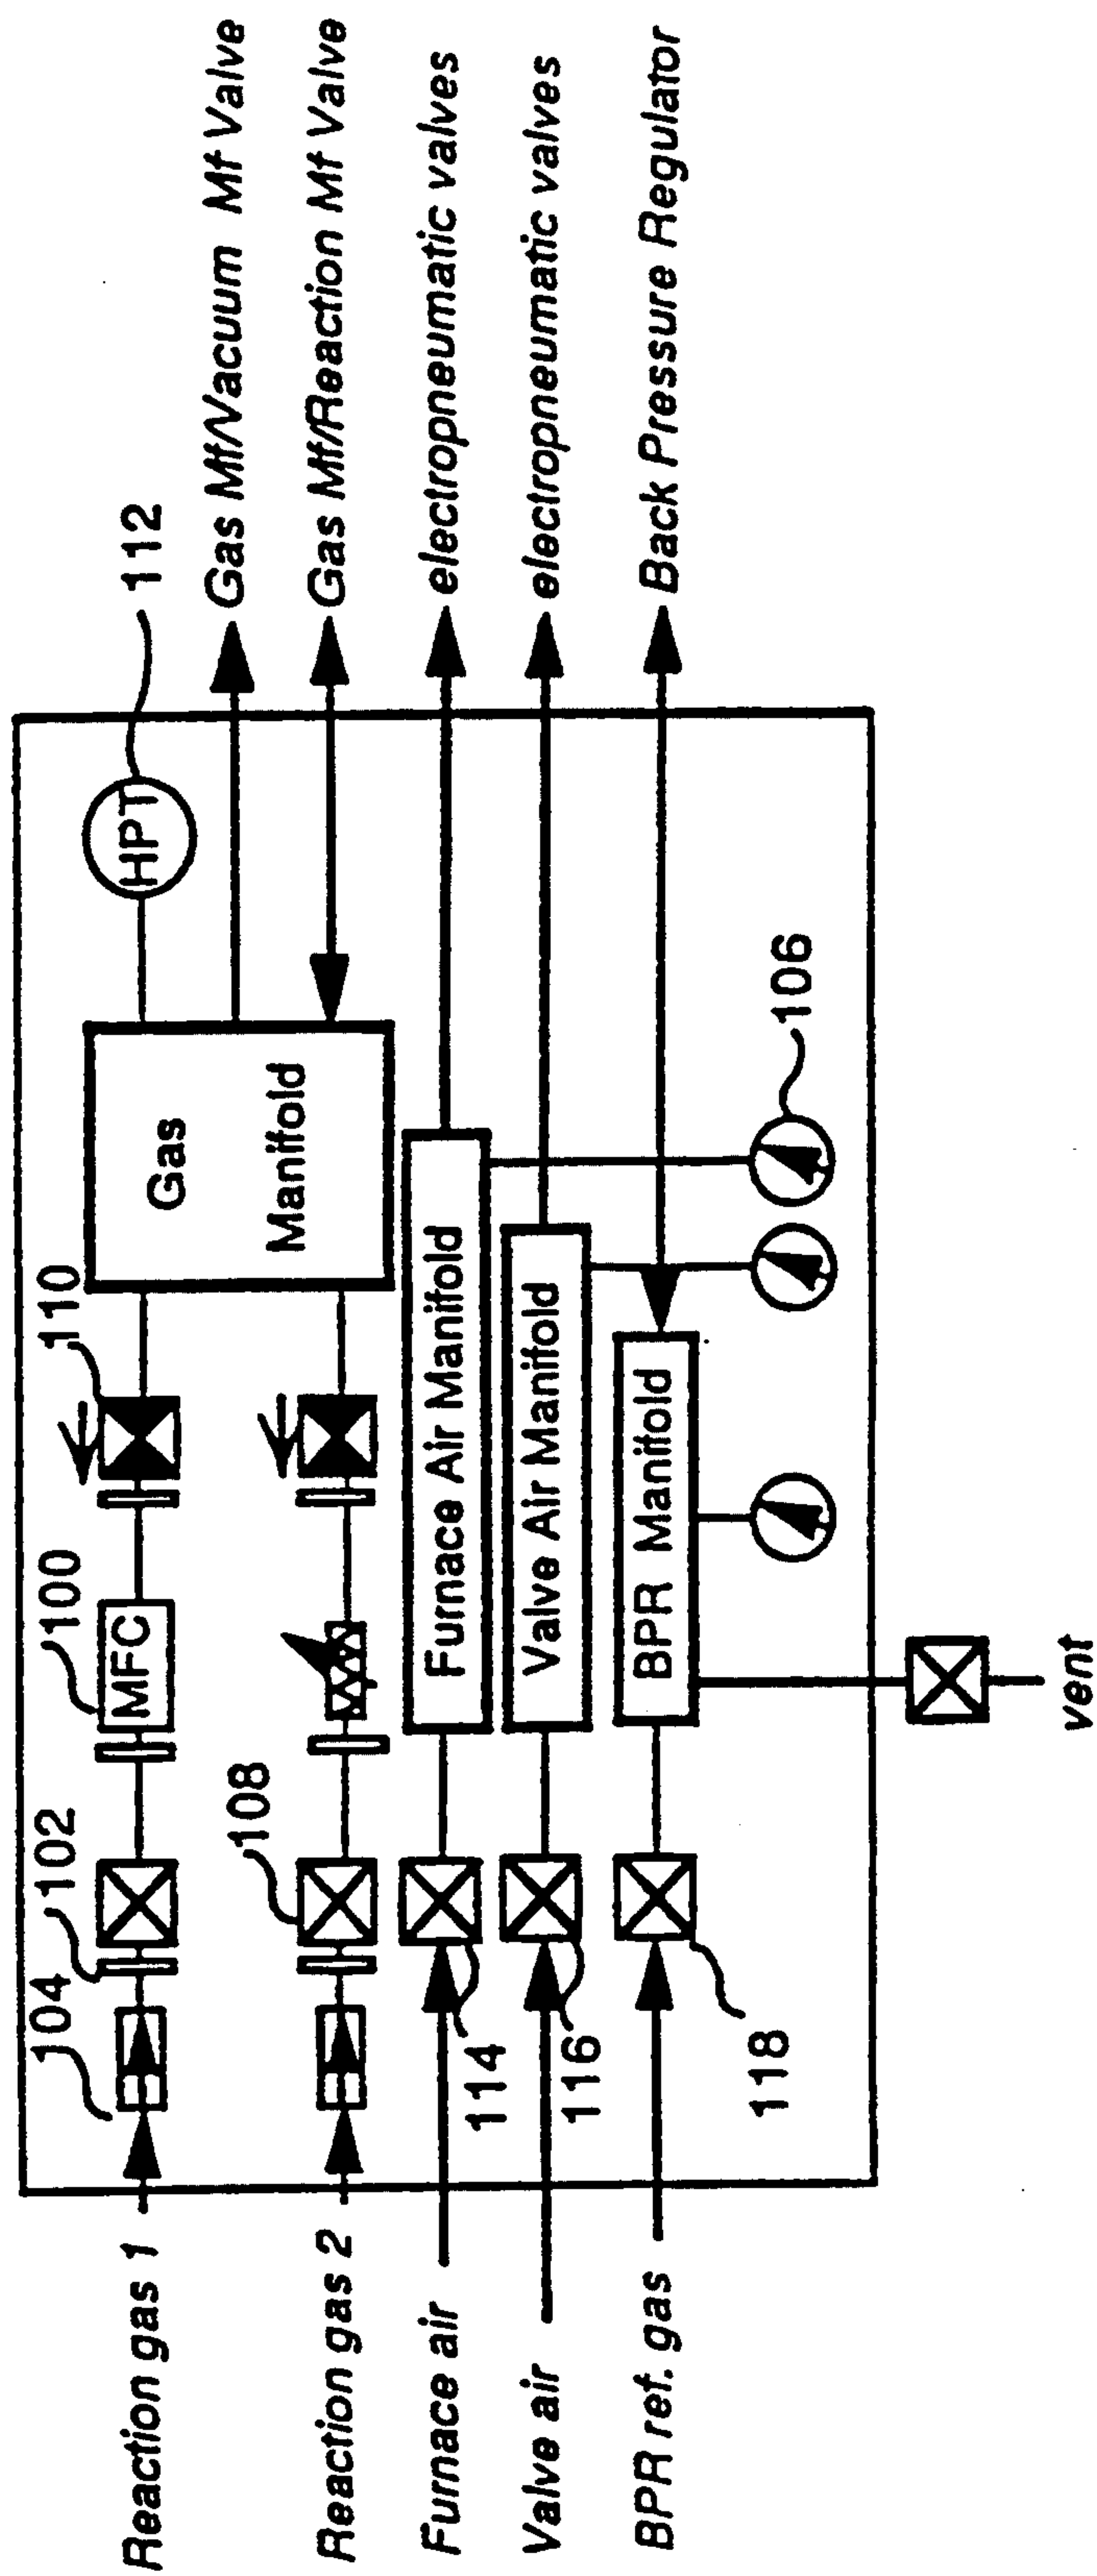 Reaction gas 1
Reaction gas 2
Furnace air
Valve air
BPR ref. gas
104
102
100
110
MFC
108
114
116
118
Gas
Manifold
Furnace Air Manifold
Valve Air Manifold
BPR Manifold
HPT
112
106
vent
Gas Mf/Vacuum Mf Valve
Gas Mf/Reaction Mf Valve
electropneumatic valves
electropneumatic valves
Back Pressure Regulator